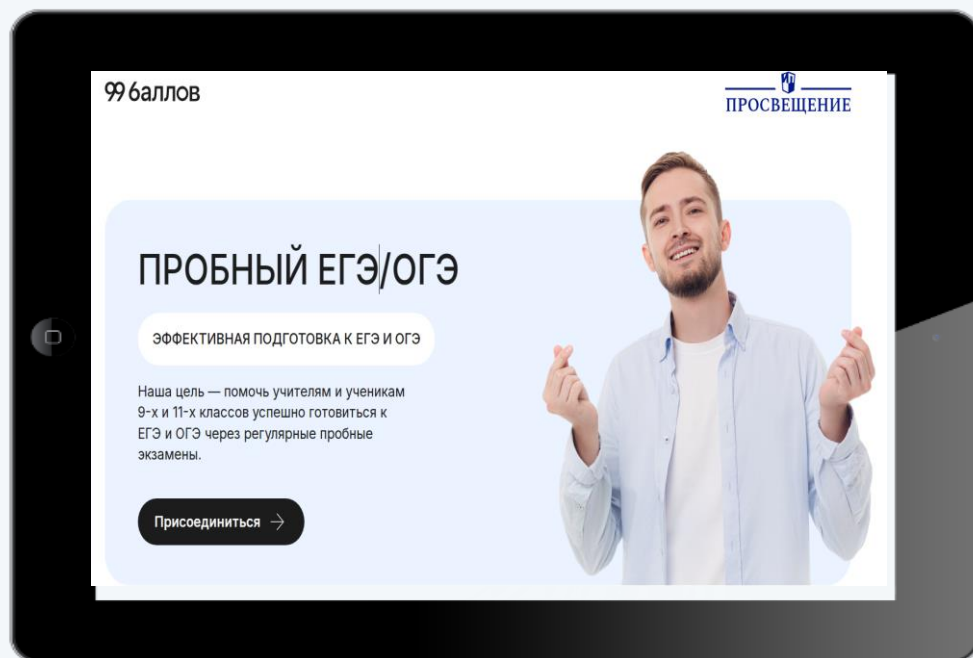 99 баллов
ПРОСВЕЩЕНИЕ
ПРОБНЫЙ ЕГЭ/ОГЭ
ЭФФЕКТИВНАЯ ПОДГОТОВКА К ЕГЭ И ОГЭ
Наша цель — помочь учителям и ученикам
9-х и 11-х классов успешно готовиться к
ЕГЭ и ОГЭ через регулярные пробные
экзамены.
Присоединиться →